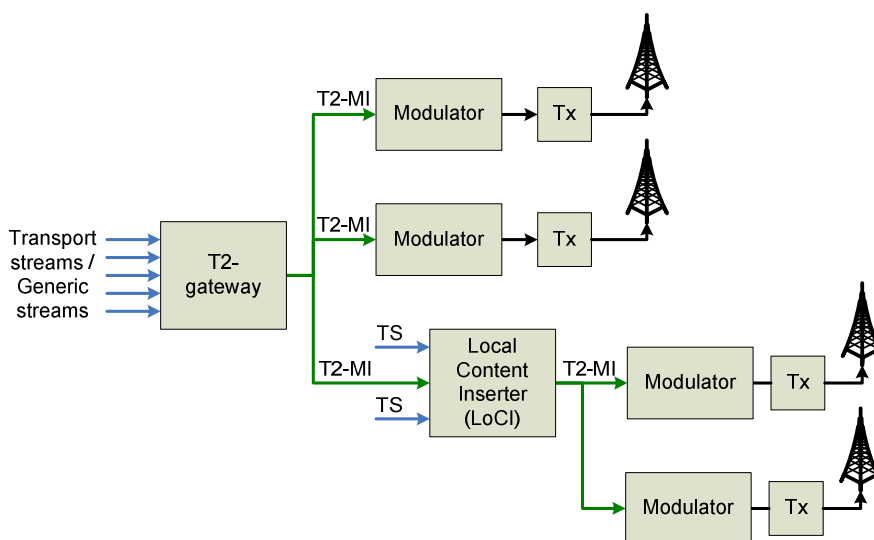 T2-MI
Modulator
Tx
T2-MI
Modulator
Tx
Transport
streams /
Generic
streams
T2-
gateway
TS
T2-MI
TS
Local
Content
Inserter
(LoCI)
T2-MI
Modulator
Tx
Modulator
Tx